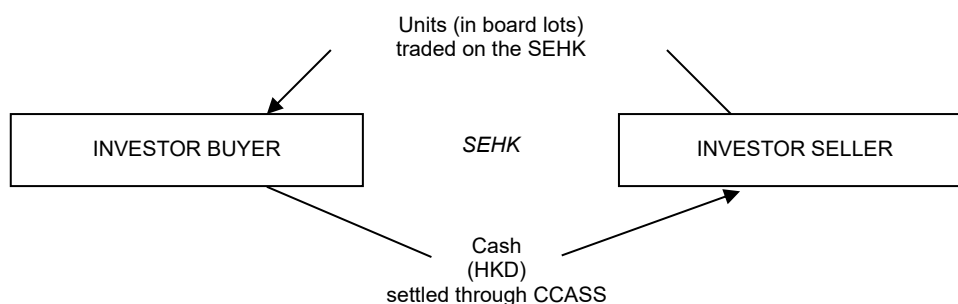 Units (in board lots)
traded on the SEHK
INVESTOR BUYER
SEHK
INVESTOR SELLER
Cash
(HKD)
settled through CCASS